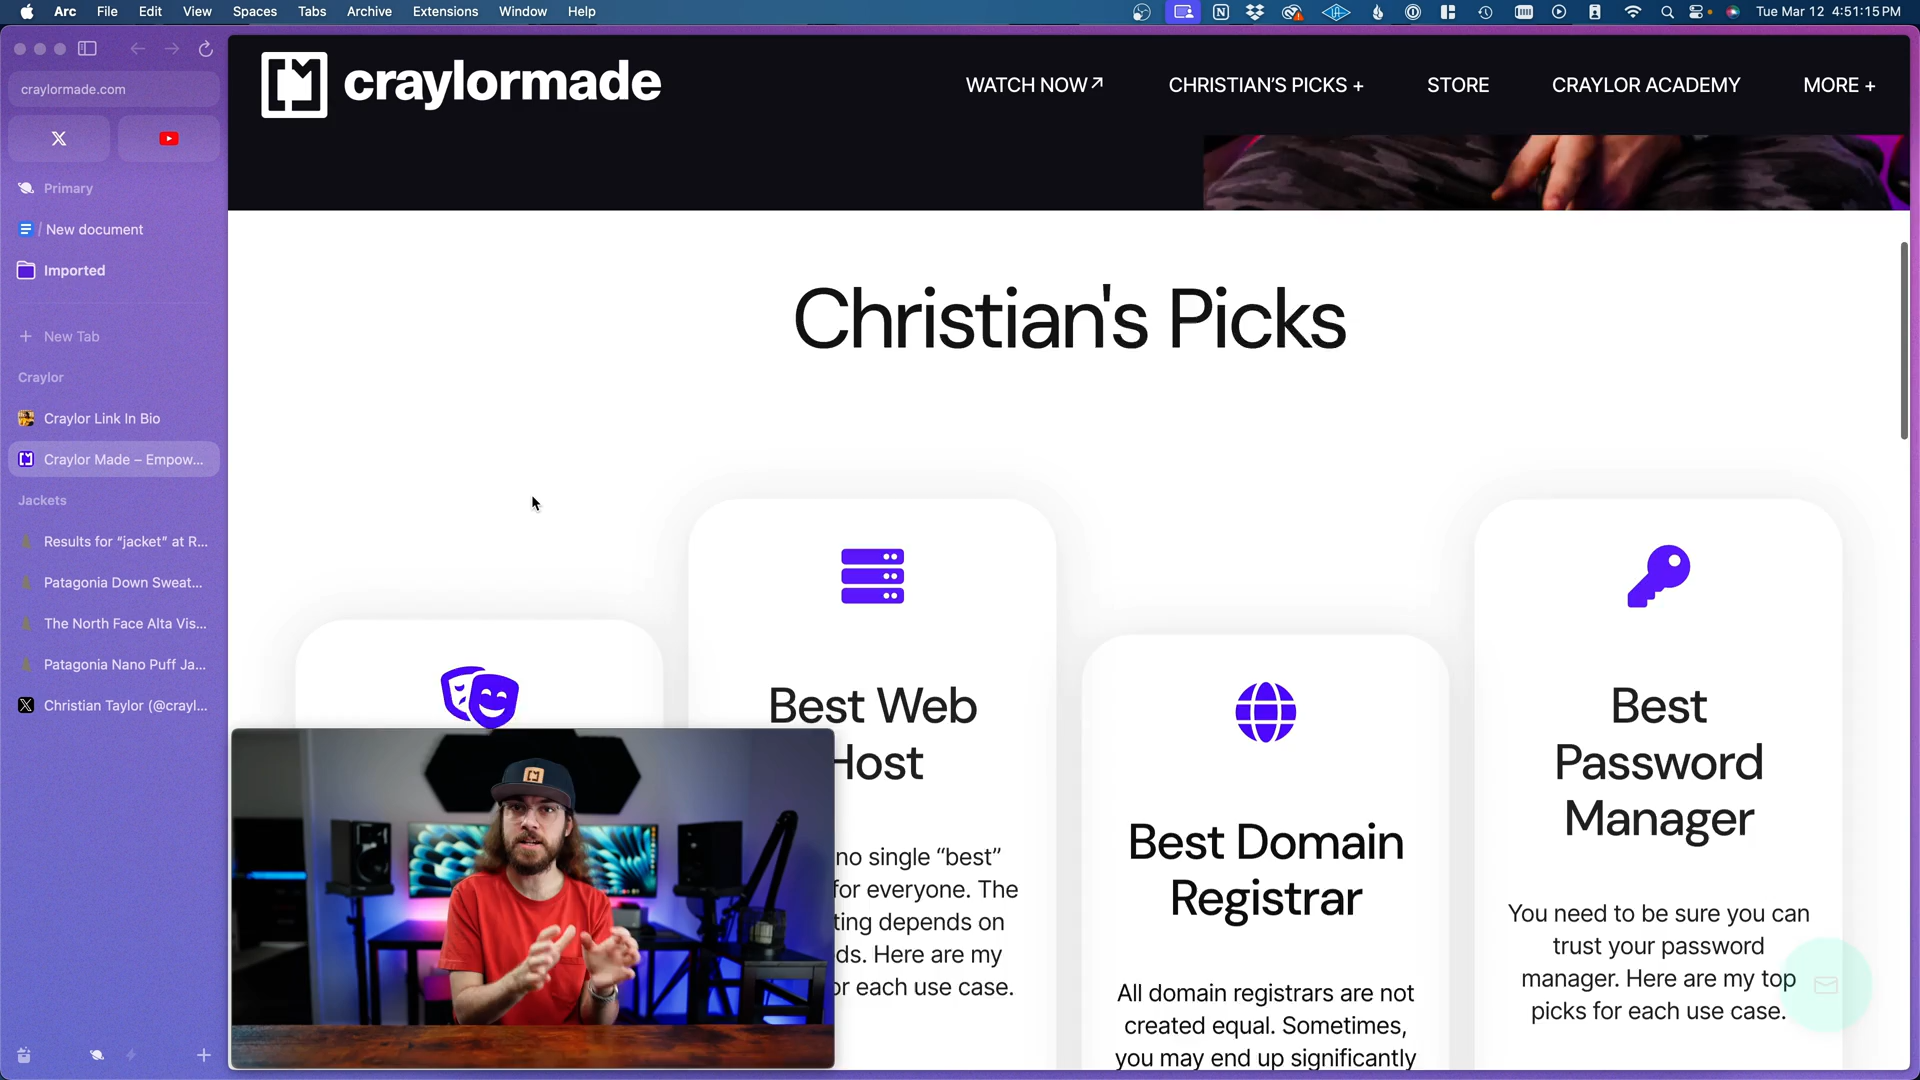 Arc File Edit View Spaces Tabs Archive Extensions Window Help
Tue Mar 12 4:51:15 PM
craylormade.com
Primary
/ New document
Imported
+ New Tab
Craylor
Craylor Link In Bio
Craylor Made – Empow...
Jackets
Results for “jacket” at R...
Patagonia Down Sweat...
The North Face Alta Vis...
Patagonia Nano Puff Ja...
Christian Taylor (@crayl...
craylormade
WATCH NOW↗ CHRISTIAN’S PICKS + STORE CRAYLOR ACADEMY MORE +
Christian's Picks
Best Web
Host
no single “best”
for everyone. The
ting depends on
ds. Here are my
or each use case.
Best Domain
Registrar
All domain registrars are not
created equal. Sometimes,
you may end up significantly
Best
Password
Manager
You need to be sure you can
trust your password
manager. Here are my top
picks for each use case.